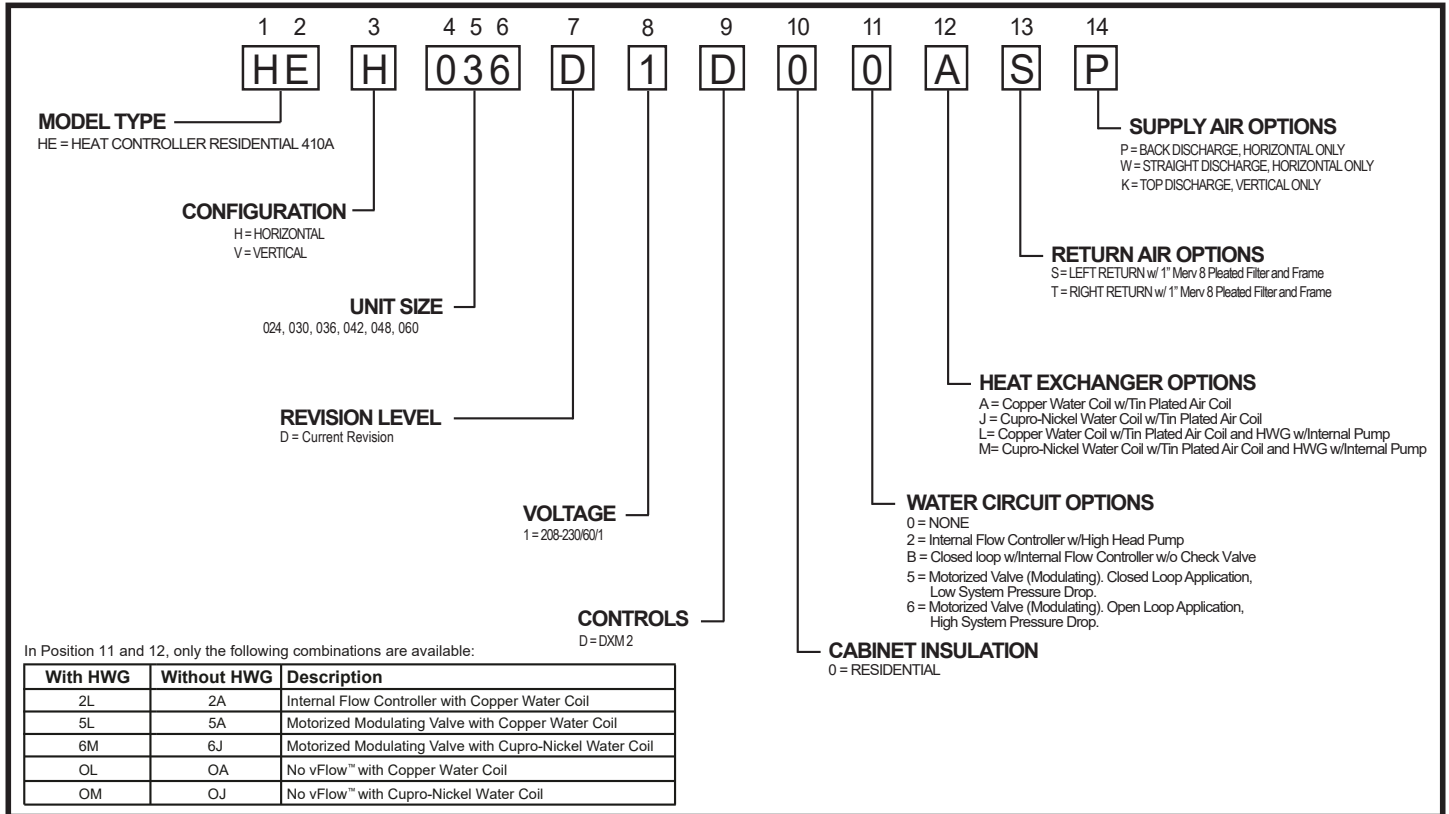 1 2 3 4 5 6 7 8 9 10 11 12 13 14
HE H 036 D 1 D 0 0 A S P
MODEL TYPE
HE = HEAT CONTROLLER RESIDENTIAL 410A
CONFIGURATION
H = HORIZONTAL
V = VERTICAL
UNIT SIZE
024, 030, 036, 042, 048, 060
REVISION LEVEL
D = Current Revision
VOLTAGE
1 = 208-230/60/1
CONTROLS
D = DXM2
SUPPLY AIR OPTIONS
P = BACK DISCHARGE, HORIZONTAL ONLY
W = STRAIGHT DISCHARGE, HORIZONTAL ONLY
K = TOP DISCHARGE, VERTICAL ONLY
RETURN AIR OPTIONS
S = LEFT RETURN w/ 1" Merv 8 Pleated Filter and Frame
T = RIGHT RETURN w/ 1" Merv 8 Pleated Filter and Frame
HEAT EXCHANGER OPTIONS
A = Copper Water Coil w/Tin Plated Air Coil
J = Cupro-Nickel Water Coil w/Tin Plated Air Coil
L= Copper Water Coil w/Tin Plated Air Coil and HWG w/Internal Pump
M= Cupro-Nickel Water Coil w/Tin Plated Air Coil and HWG w/Internal Pump
WATER CIRCUIT OPTIONS
0 = NONE
2 = Internal Flow Controller w/High Head Pump
B = Closed loop w/Internal Flow Controller w/o Check Valve
5 = Motorized Valve (Modulating). Closed Loop Application,
Low System Pressure Drop.
6 = Motorized Valve (Modulating). Open Loop Application,
High System Pressure Drop.
CABINET INSULATION
0 = RESIDENTIAL
In Position 11 and 12, only the following combinations are available:
With HWG Without HWG Description
2L 2A Internal Flow Controller with Copper Water Coil
5L 5A Motorized Modulating Valve with Copper Water Coil
6M 6J Motorized Modulating Valve with Cupro-Nickel Water Coil
OL OA No vFlow™ with Copper Water Coil
OM OJ No vFlow™ with Cupro-Nickel Water Coil